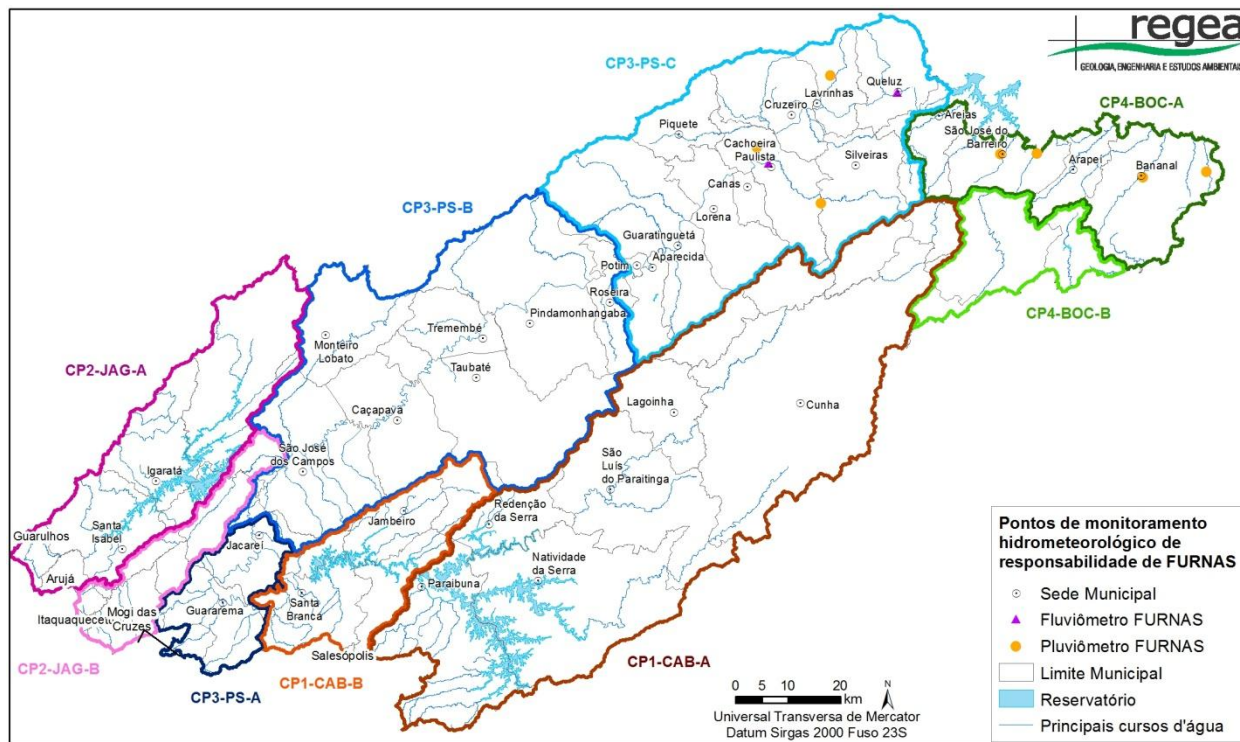 regea
GEOLOGIA, ENGENHARIA E ESTUDOS AMBIENTAIS
CP3-PS-C
Queluz
Lavrinhas
Cruzeiro
CP4-BOC-A
Areias
São José do
Barreiro
Piquete
Cachoeira
Paulista
Silveiras
Arapeí
Bananal
Canas
Lorena
CP3-PS-B
Guaratinguetá
Aparecida
Potim
Roseira
Pindamonhangaba
CP4-BOC-B
Tremembé
Monteiro
Lobato
Taubaté
CP2-JAG-A
Caçapava
Lagoinha
Cunha
São José
dos Campos
São
Luís
do Paraitinga
Igaratá
Redenção
da Serra
Jambeiro
Santa
Isabel
Guarulhos
Jacareí
Natividade
da Serra
Arujá
Paraibuna
Santa
Branca
Guararema
Itaquaquecetu
Mogi das
Cruzes
Salesópolis
CP2-JAG-B
CP3-PS-A
CP1-CAB-B
CP1-CAB-A
0 5 10 20
km
N
Universal Transversa de Mercator
Datum Sirgas 2000 Fuso 23S
Pontos de monitoramento
hidrometeorológico de
responsabilidade de FURNAS
Sede Municipal
Fluviômetro FURNAS
Pluviômetro FURNAS
Limite Municipal
Reservatório
Principais cursos d'água